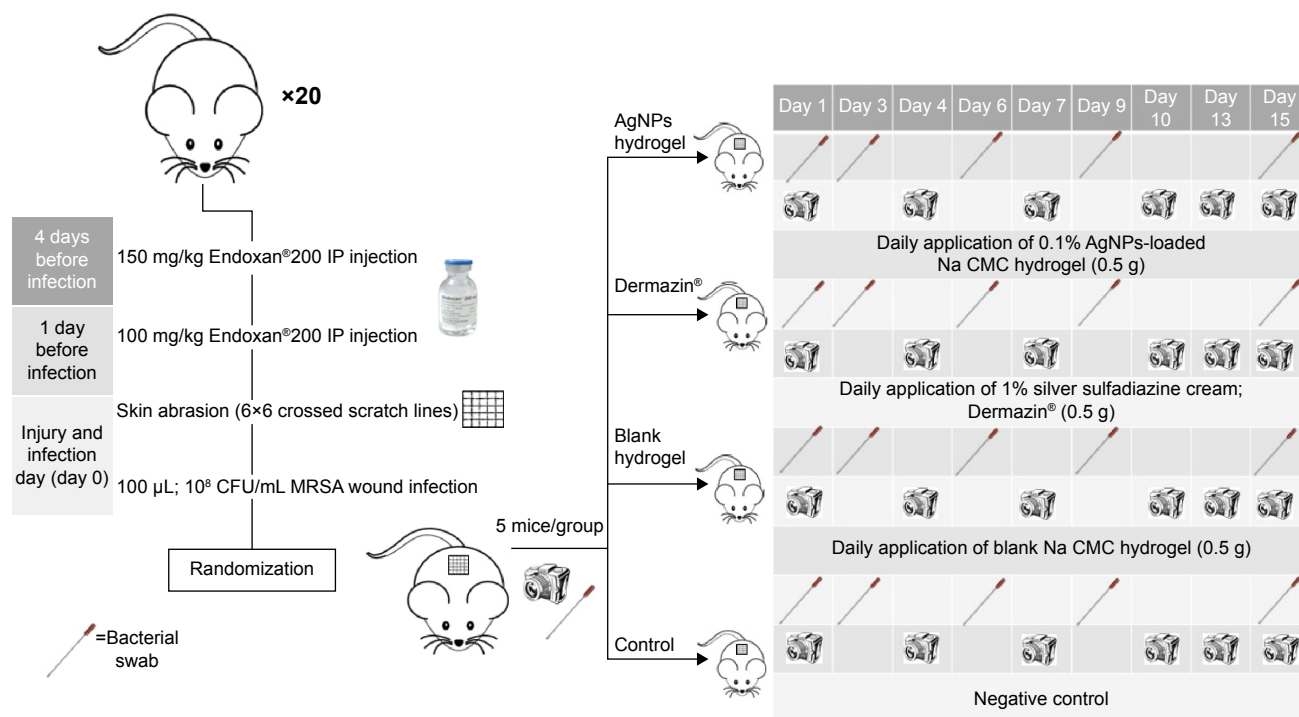 ×20
4 days
before
infection
150 mg/kg Endoxan®200 IP injection
1 day
before
infection
100 mg/kg Endoxan®200 IP injection
Injury and
infection
day (day 0)
Skin abrasion (6×6 crossed scratch lines)
100 µL; 10⁸ CFU/mL MRSA wound infection
Randomization
=Bacterial
swab
5 mice/group
AgNPs
hydrogel
Dermazin®
Blank
hydrogel
Control
Day 1 Day 3 Day 4 Day 6 Day 7 Day 9 Day 10 Day 13 Day 15
Daily application of 0.1% AgNPs-loaded
Na CMC hydrogel (0.5 g)
Daily application of 1% silver sulfadiazine cream;
Dermazin® (0.5 g)
Daily application of blank Na CMC hydrogel (0.5 g)
Negative control